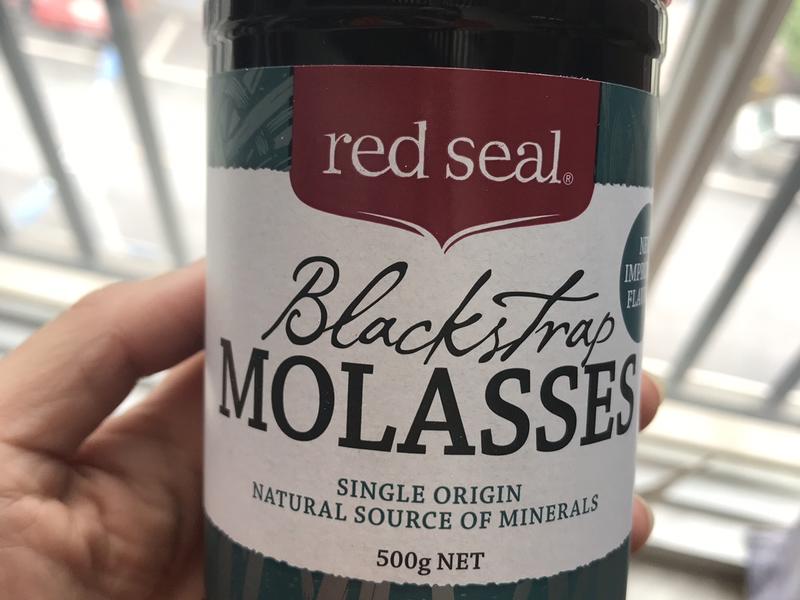 red seal®
Blackstrap
MOLASSES
SINGLE ORIGIN
NATURAL SOURCE OF MINERALS
500g NET